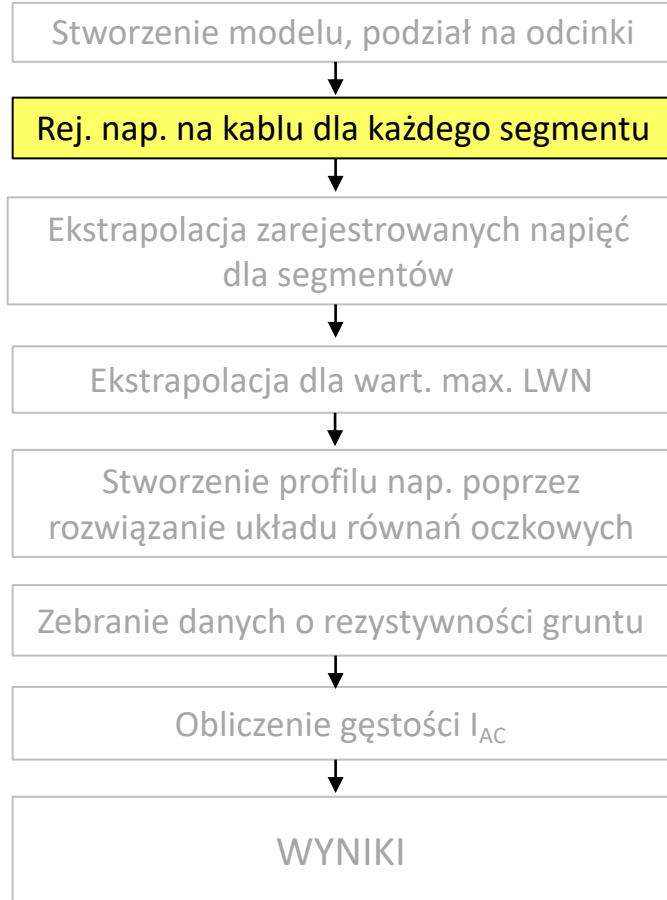 Stworzenie modelu, podział na odcinki
Rej. nap. na kablu dla każdego segmentu
Ekstrapolacja zarejestrowanych napięć
dla segmentów
Ekstrapolacja dla wart. max. LWN
Stworzenie profilu nap. poprzez
rozwiązanie układu równań oczkowych
Zebranie danych o rezystywności gruntu
Obliczenie gęstości I_AC
WYNIKI